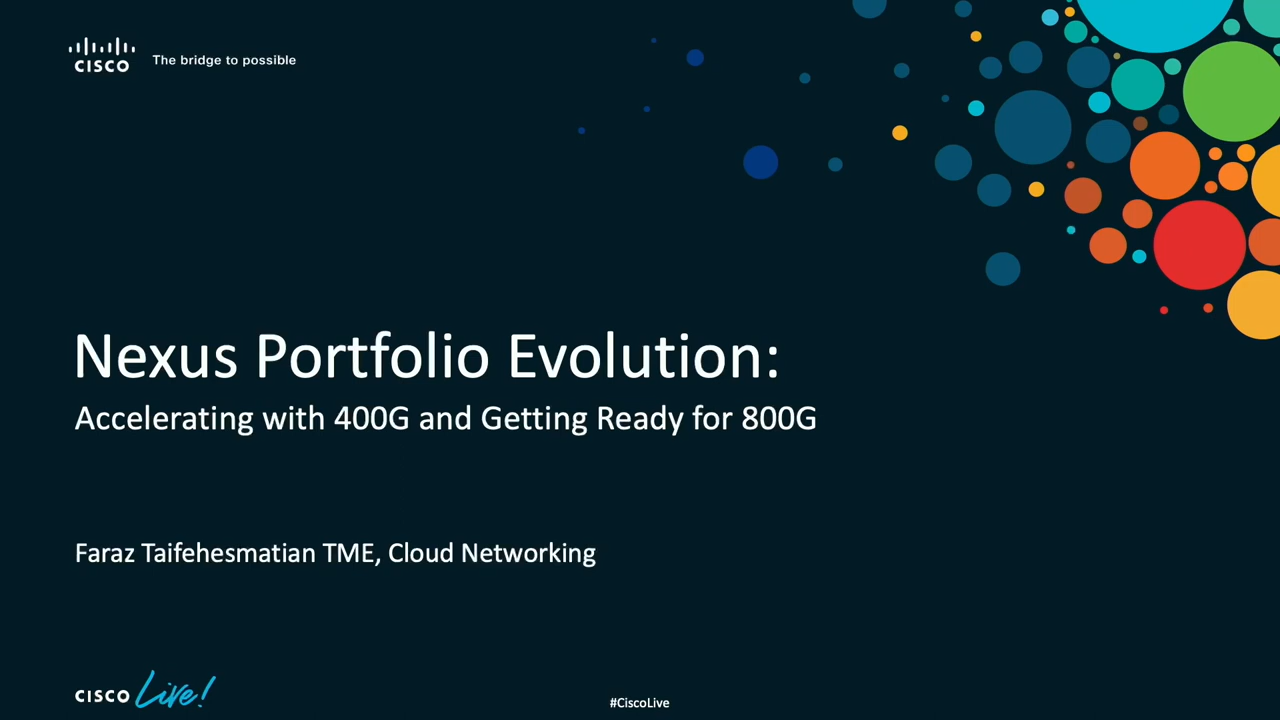 CISCO The bridge to possible
Nexus Portfolio Evolution:
Accelerating with 400G and Getting Ready for 800G
Faraz Taifehesmatian TME, Cloud Networking
CISCO Live!
#CiscoLive